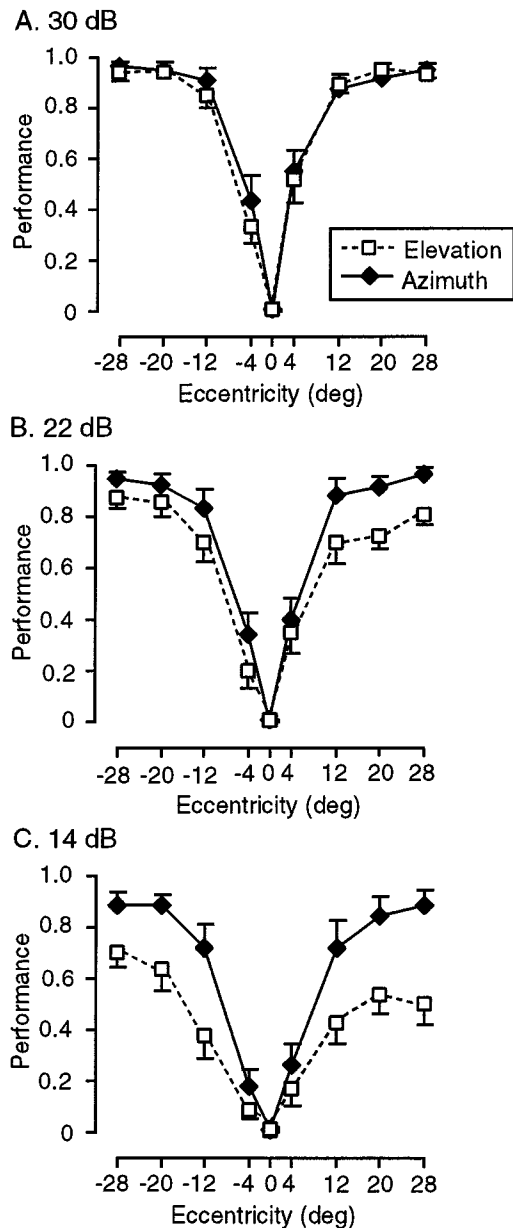 A. 30 dB
Performance
1.0
0.8
0.6
0.4
0.2
0
Elevation
Azimuth
-28 -20 -12 -4 0 4 12 20 28
Eccentricity (deg)
B. 22 dB
Performance
1.0
0.8
0.6
0.4
0.2
0
-28 -20 -12 -4 0 4 12 20 28
Eccentricity (deg)
C. 14 dB
Performance
1.0
0.8
0.6
0.4
0.2
0
-28 -20 -12 -4 0 4 12 20 28
Eccentricity (deg)